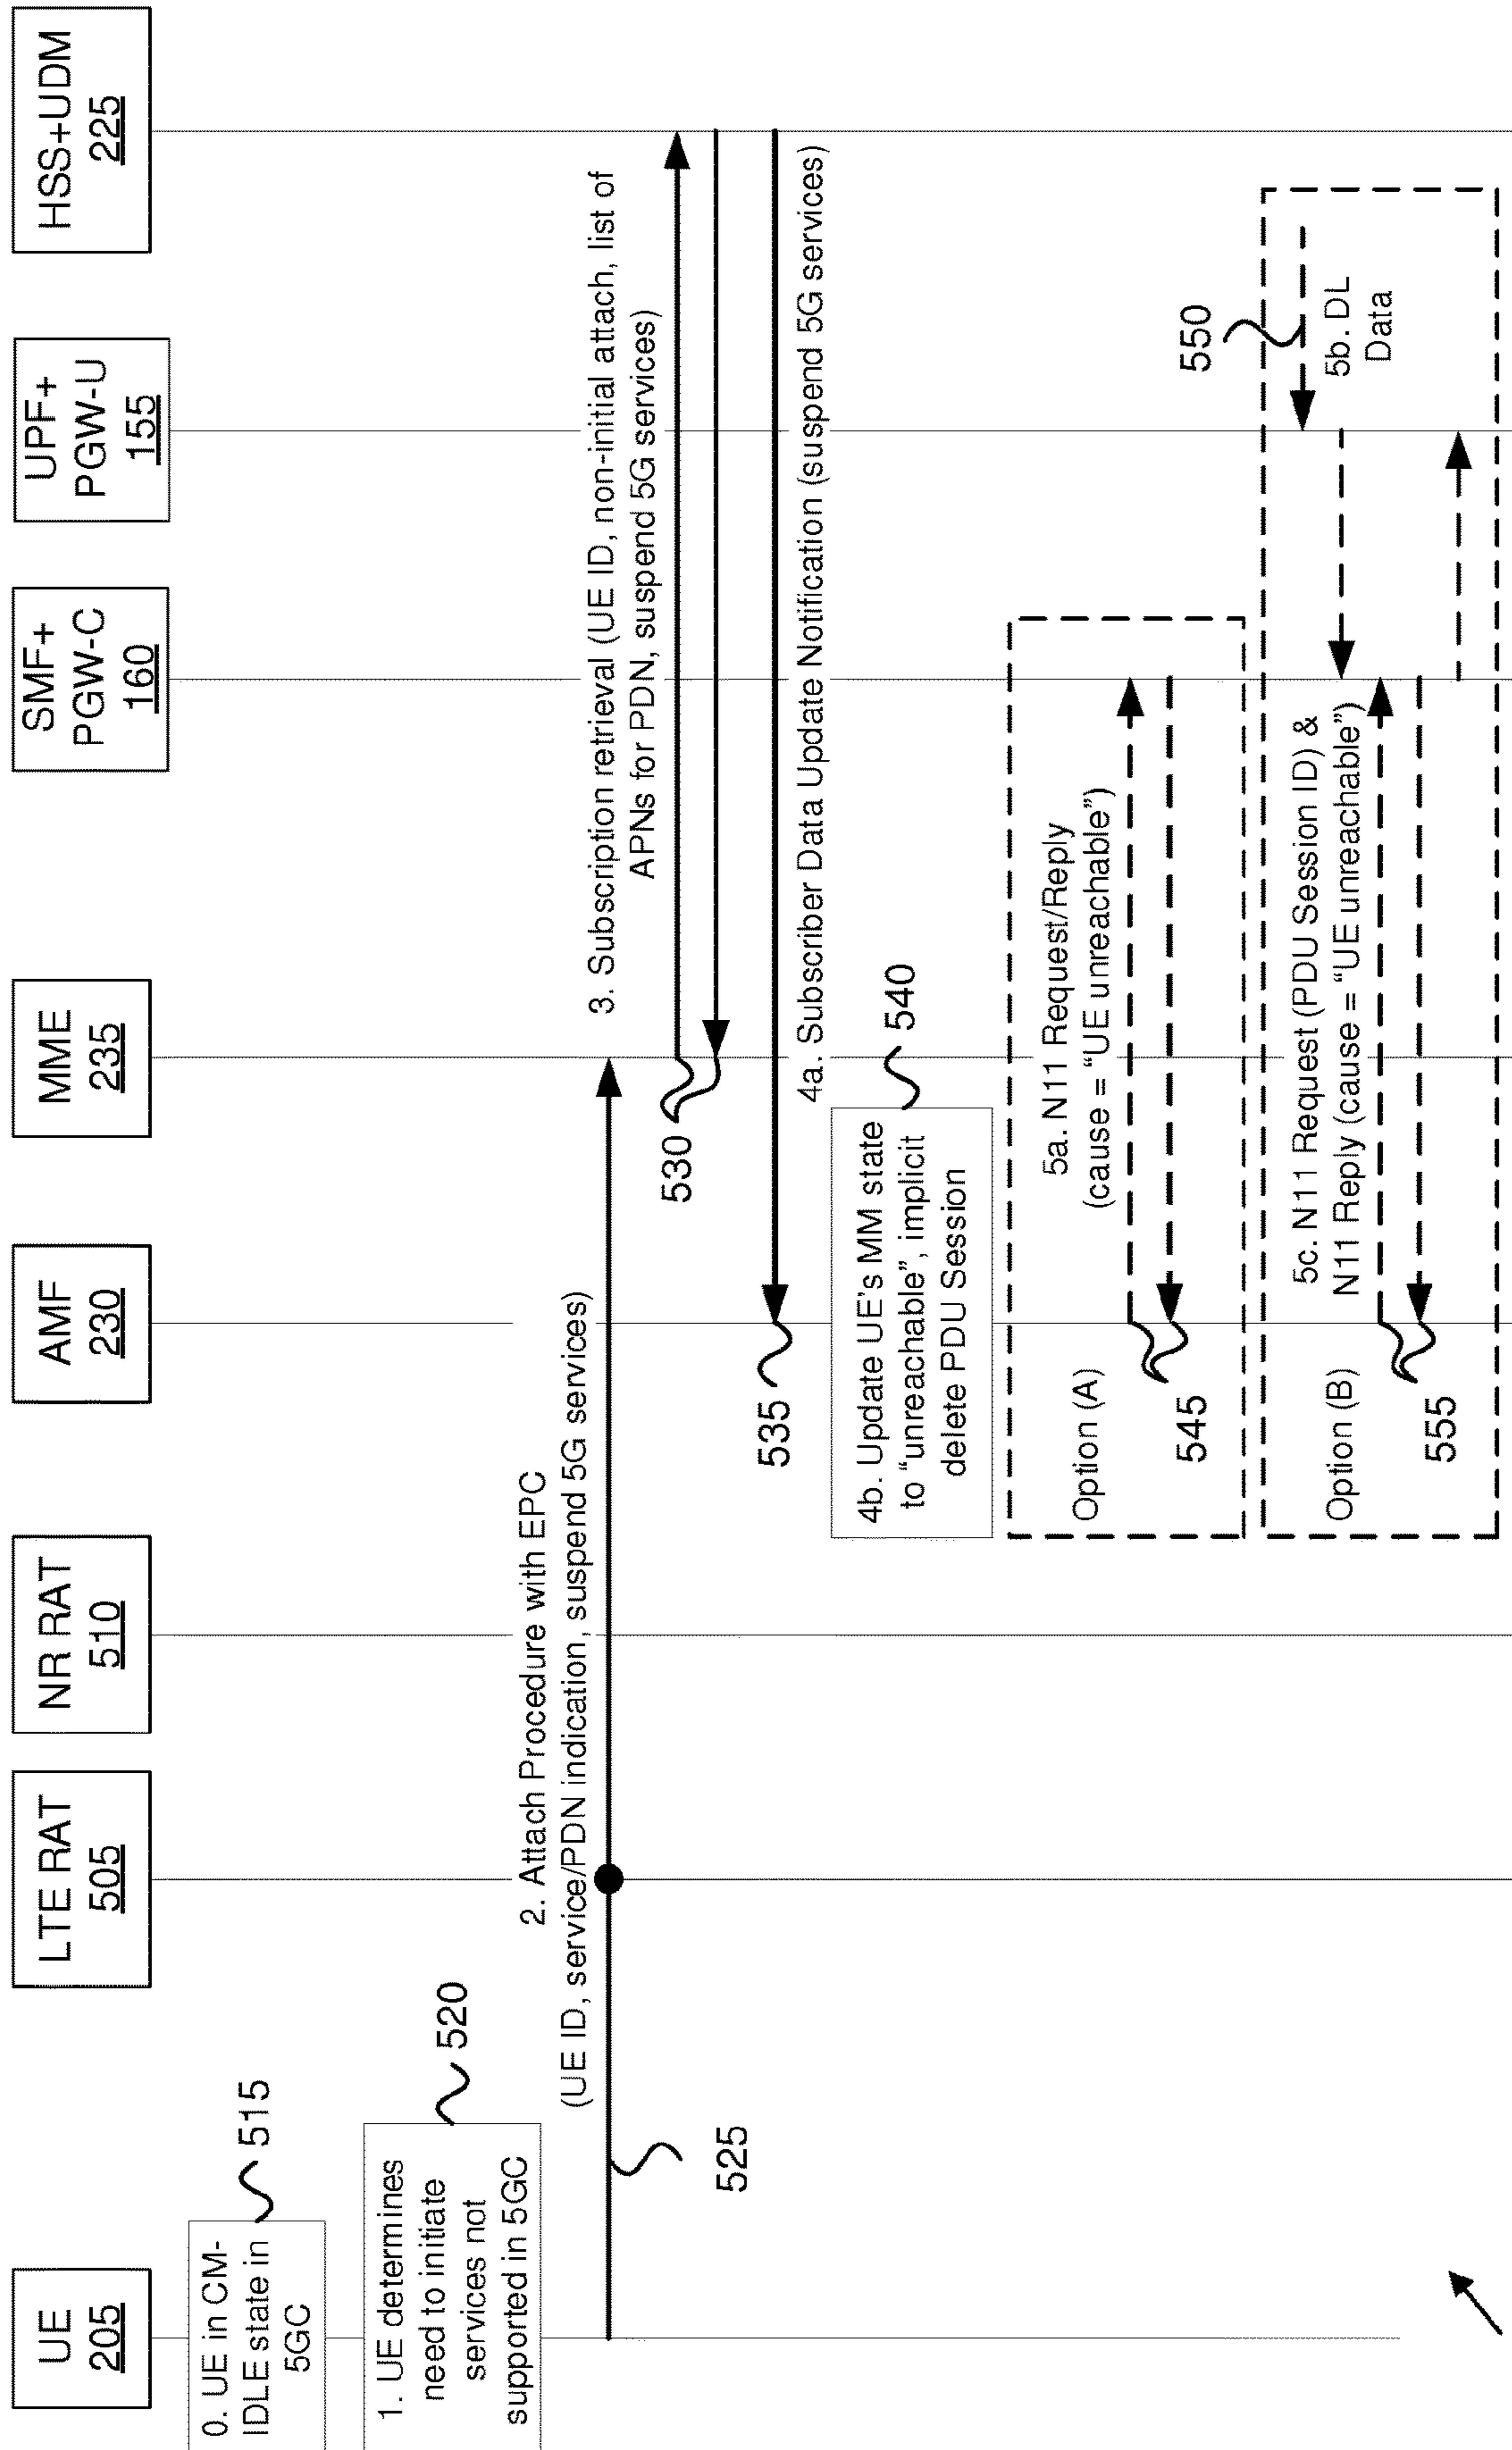 UE
205
LTE RAT
505
NR RAT
510
AMF
230
MME
235
SMF+
PGW-C
160
UPF+
PGW-U
155
HSS+UDM
225
0. UE in CM-
IDLE state in
5GC
515
1. UE determines
need to initiate
services not
supported in 5GC
520
2. Attach Procedure with EPC
(UE ID, service/PDN indication, suspend 5G services)
525
3. Subscription retrieval (UE ID, non-initial attach, list of
APNs for PDN, suspend 5G services)
530
4a. Subscriber Data Update Notification (suspend 5G services)
535
4b. Update UE's MM state
to “unreachable”, implicit
delete PDU Session
540
Option (A)
5a. N11 Request/Reply
(cause = “UE unreachable”)
545
Option (B)
550
5b. DL
Data
5c. N11 Request (PDU Session ID) &
N11 Reply (cause = “UE unreachable”)
555